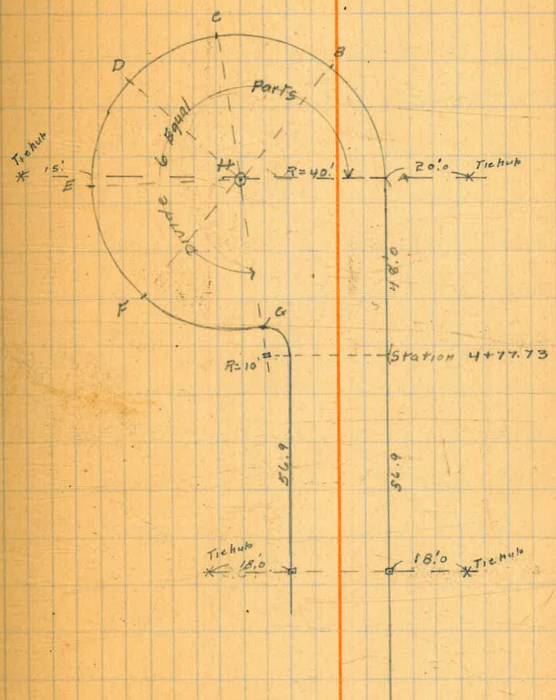 C
B
D
Divide 6 Equal Parts
Tiehub
15'
E
H
R=40'
A
20'.0
Tiehub
48'.0
F
G
R=10'
Station 4+77.73
56.9
56.9
Tiehub
18'.0
18'.0
Tiehub